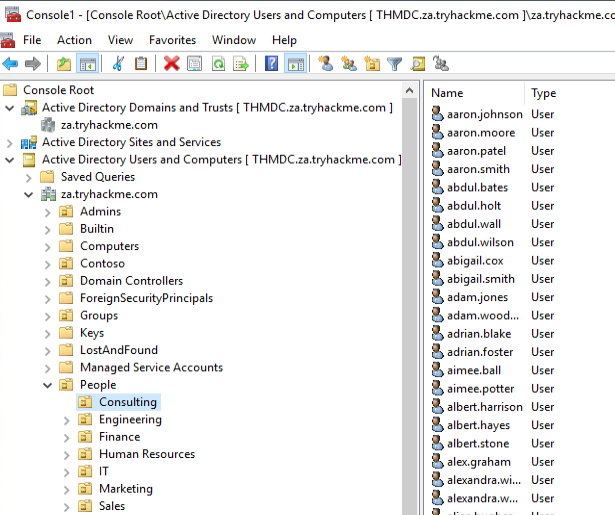 Console1 - [Console Root\Active Directory Users and Computers [ THMDC.za.tryhackme.com ]\za.tryhackme.com
File Action View Favorites Window Help
Console Root
Active Directory Domains and Trusts [ THMDC.za.tryhackme.com ]
za.tryhackme.com
Active Directory Sites and Services
Active Directory Users and Computers [ THMDC.za.tryhackme.com ]
Saved Queries
za.tryhackme.com
Admins
Builtin
Computers
Contoso
Domain Controllers
ForeignSecurityPrincipals
Groups
Keys
LostAndFound
Managed Service Accounts
People
Consulting
Engineering
Finance
Human Resources
IT
Marketing
Sales
Name Type
aaron.johnson User
aaron.moore User
aaron.patel User
aaron.smith User
abdul.bates User
abdul.holt User
abdul.wall User
abdul.wilson User
abigail.cox User
abigail.smith User
adam.jones User
adam.wood... User
adrian.blake User
adrian.foster User
aimee.ball User
aimee.potter User
albert.harrison User
albert.hayes User
albert.stone User
alex.graham User
alexandra.wi... User
alexandra.w... User